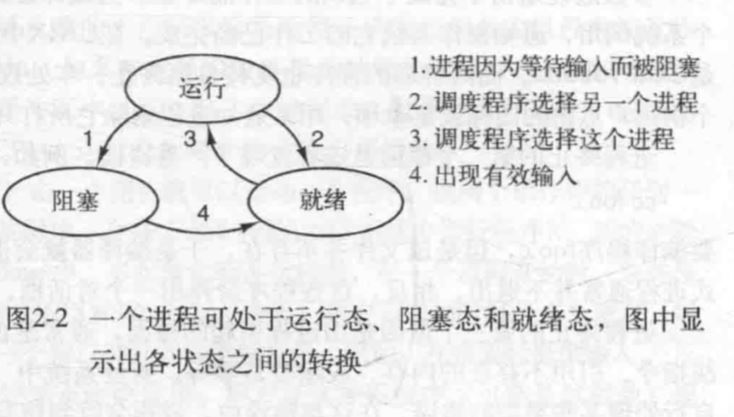 运行
1.进程因为等待输入而被阻塞
2.调度程序选择另一个进程
1
3
2
3.调度程序选择这个进程
4.出现有效输入
阻塞
4
就绪
图2-2 一个进程可处于运行态、阻塞态和就绪态,图中显
示出各状态之间的转换